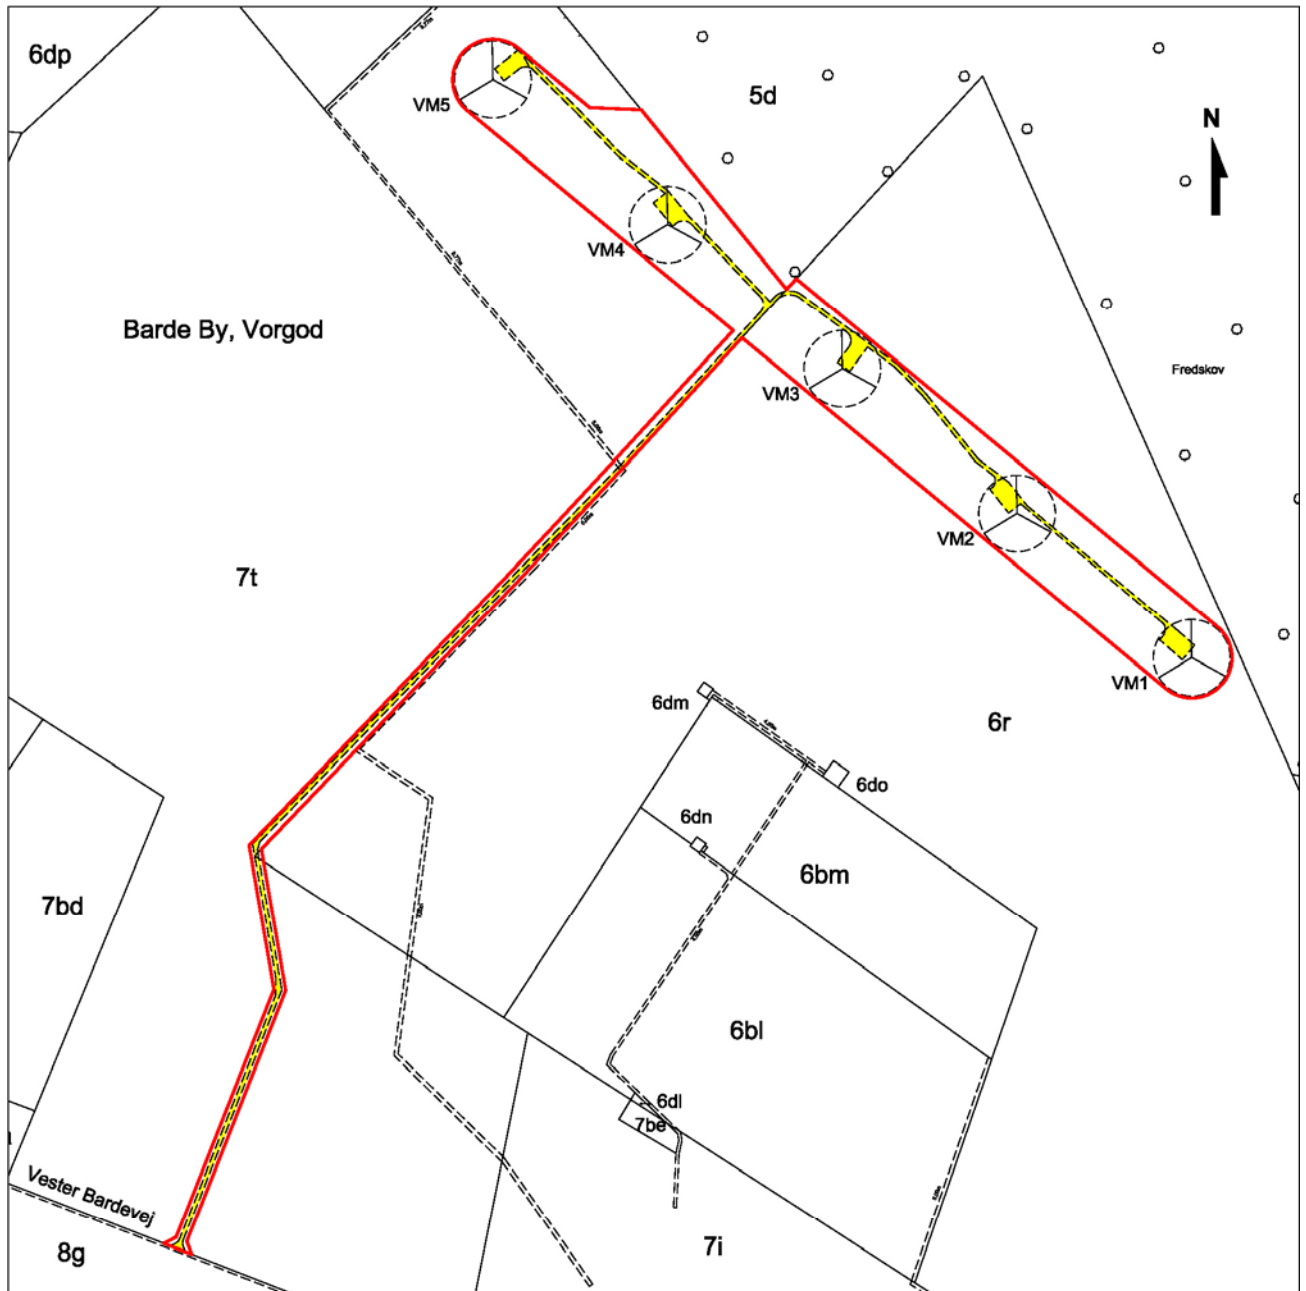 6dp
5d
N
VM5
VM4
Barde By, Vorgod
Fredskov
VM3
VM2
7t
VM1
6dm
6r
6do
6dn
6bm
7bd
6bl
6dl
7be
Vester Bardevej
8g
7i